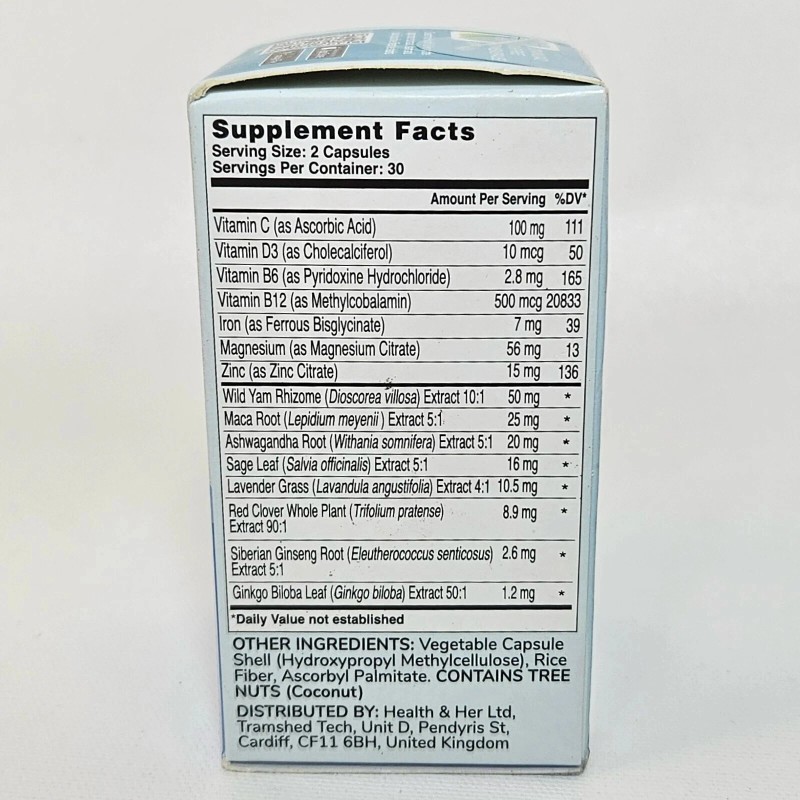 Supplement Facts
Serving Size: 2 Capsules
Servings Per Container: 30
Amount Per Serving %DV*
Vitamin C (as Ascorbic Acid) 100 mg 111
Vitamin D3 (as Cholecalciferol) 10 mcg 50
Vitamin B6 (as Pyridoxine Hydrochloride) 2.8 mg 165
Vitamin B12 (as Methylcobalamin) 500 mcg 20833
Iron (as Ferrous Bisglycinate) 7 mg 39
Magnesium (as Magnesium Citrate) 56 mg 13
Zinc (as Zinc Citrate) 15 mg 136
Wild Yam Rhizome (Dioscorea villosa) Extract 10:1 50 mg *
Maca Root (Lepidium meyenii) Extract 5:1 25 mg *
Ashwagandha Root (Withania somnifera) Extract 5:1 20 mg *
Sage Leaf (Salvia officinalis) Extract 5:1 16 mg *
Lavender Grass (Lavandula angustifolia) Extract 4:1 10.5 mg *
Red Clover Whole Plant (Trifolium pratense) 8.9 mg *
Extract 90:1
Siberian Ginseng Root (Eleutherococcus senticosus) 2.6 mg *
Extract 5:1
Ginkgo Biloba Leaf (Ginkgo biloba) Extract 50:1 1.2 mg *
*Daily Value not established
OTHER INGREDIENTS: Vegetable Capsule
Shell (Hydroxypropyl Methylcellulose), Rice
Fiber, Ascorbyl Palmitate. CONTAINS TREE
NUTS (Coconut)
DISTRIBUTED BY: Health & Her Ltd,
Tramshed Tech, Unit D, Pendyris St,
Cardiff, CF11 6BH, United Kingdom